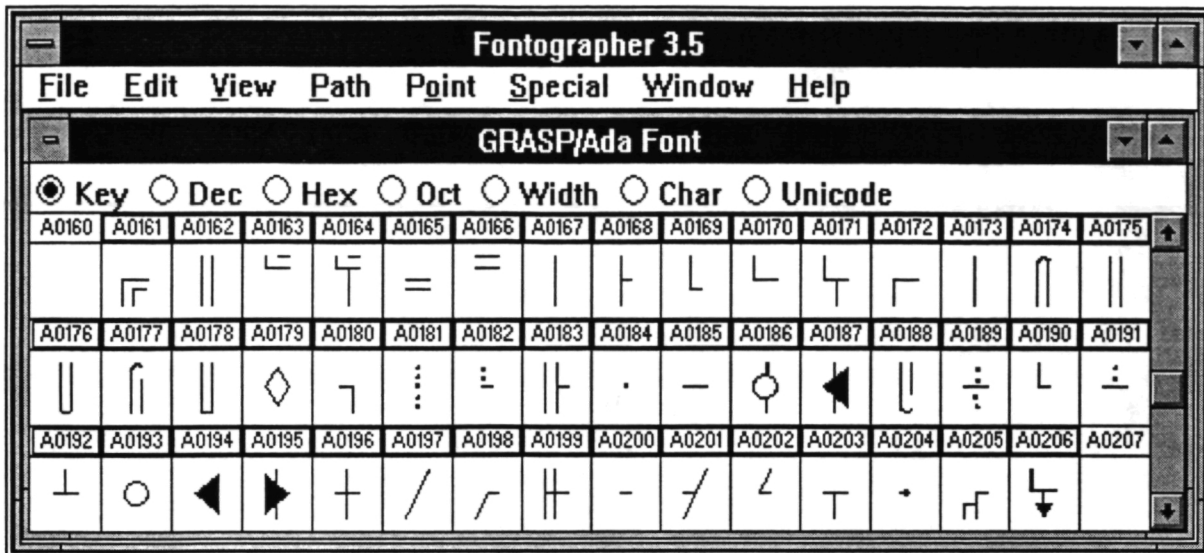 Fontographer 3.5
File Edit View Path Point Special Window Help
GRASP/Ada Font
Key Dec Hex Oct Width Char Unicode
A0160 A0161 A0162 A0163 A0164 A0165 A0166 A0167 A0168 A0169 A0170 A0171 A0172 A0173 A0174 A0175
A0176 A0177 A0178 A0179 A0180 A0181 A0182 A0183 A0184 A0185 A0186 A0187 A0188 A0189 A0190 A0191
A0192 A0193 A0194 A0195 A0196 A0197 A0198 A0199 A0200 A0201 A0202 A0203 A0204 A0205 A0206 A0207